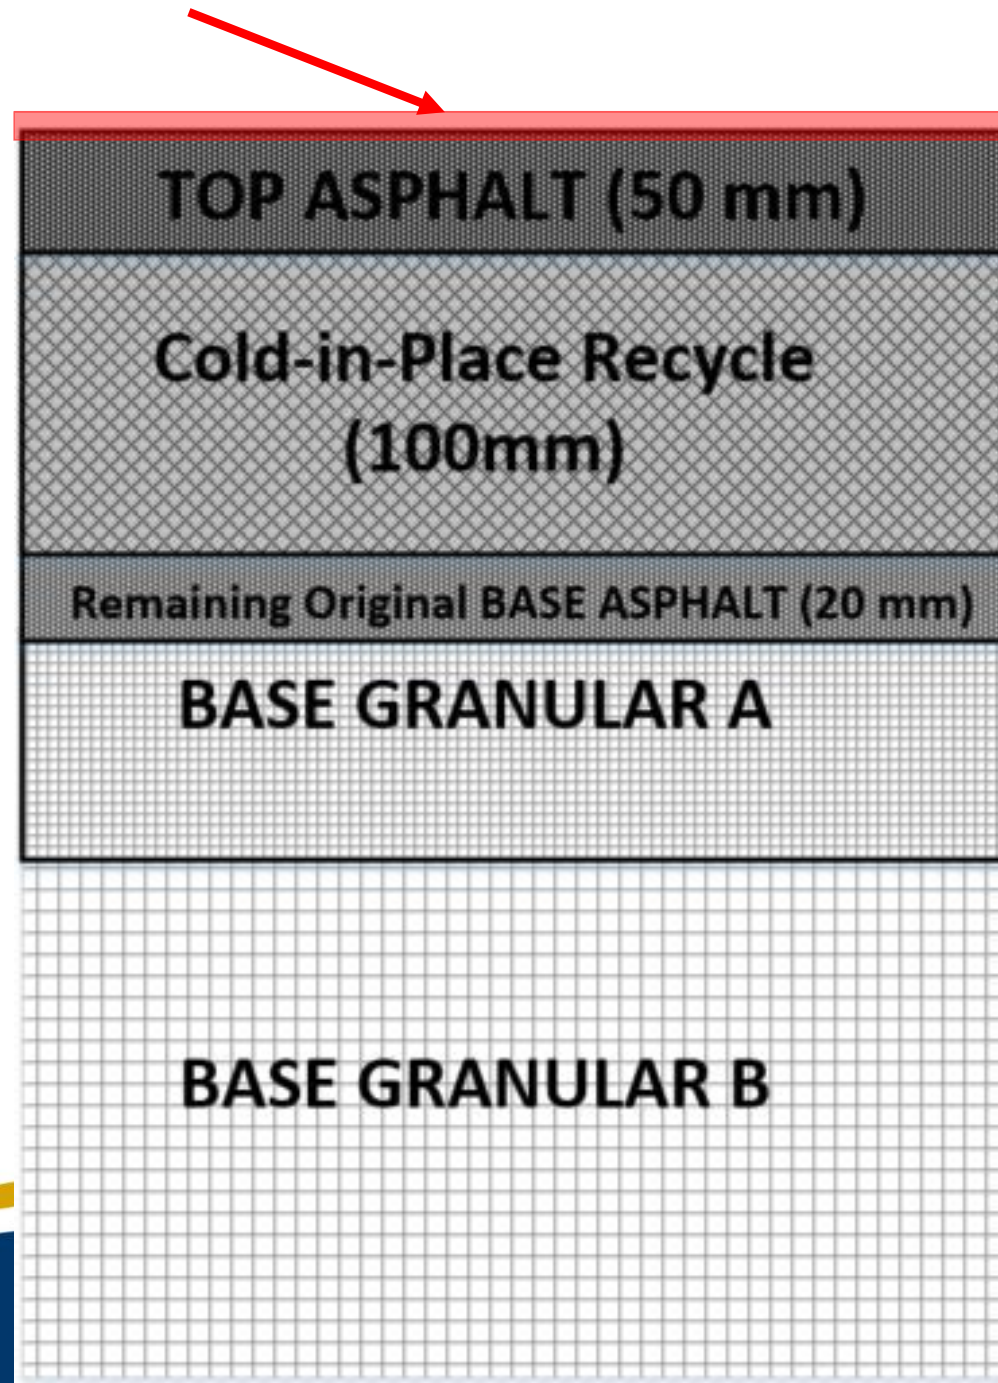 TOP ASPHALT (50 mm)
Cold-in-Place Recycle
(100mm)
Remaining Original BASE ASPHALT (20 mm)
BASE GRANULAR A
BASE GRANULAR B